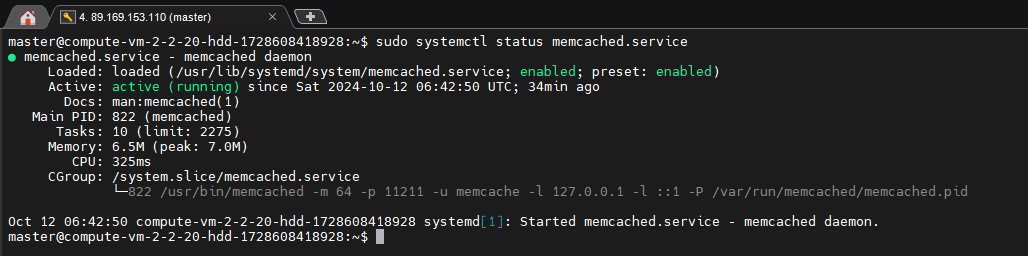 4. 89.169.153.110 (master)
master@compute-vm-2-2-20-hdd-1728608418928:~$ sudo systemctl status memcached.service
● memcached.service - memcached daemon
Loaded: loaded (/usr/lib/systemd/system/memcached.service; enabled; preset: enabled)
Active: active (running) since Sat 2024-10-12 06:42:50 UTC; 34min ago
Docs: man:memcached(1)
Main PID: 822 (memcached)
Tasks: 10 (limit: 2275)
Memory: 6.5M (peak: 7.0M)
CPU: 325ms
CGroup: /system.slice/memcached.service
└─822 /usr/bin/memcached -m 64 -p 11211 -u memcache -l 127.0.0.1 -l ::1 -P /var/run/memcached/memcached.pid
Oct 12 06:42:50 compute-vm-2-2-20-hdd-1728608418928 systemd[1]: Started memcached.service - memcached daemon.
master@compute-vm-2-2-20-hdd-1728608418928:~$